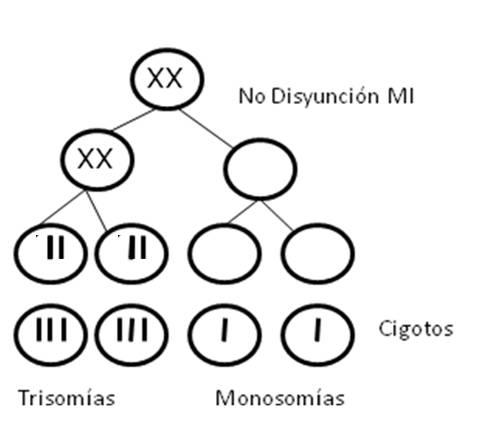 XX
No Disyunción MI
XX
II II
III III I I
Cigotos
Trisomías Monosomías